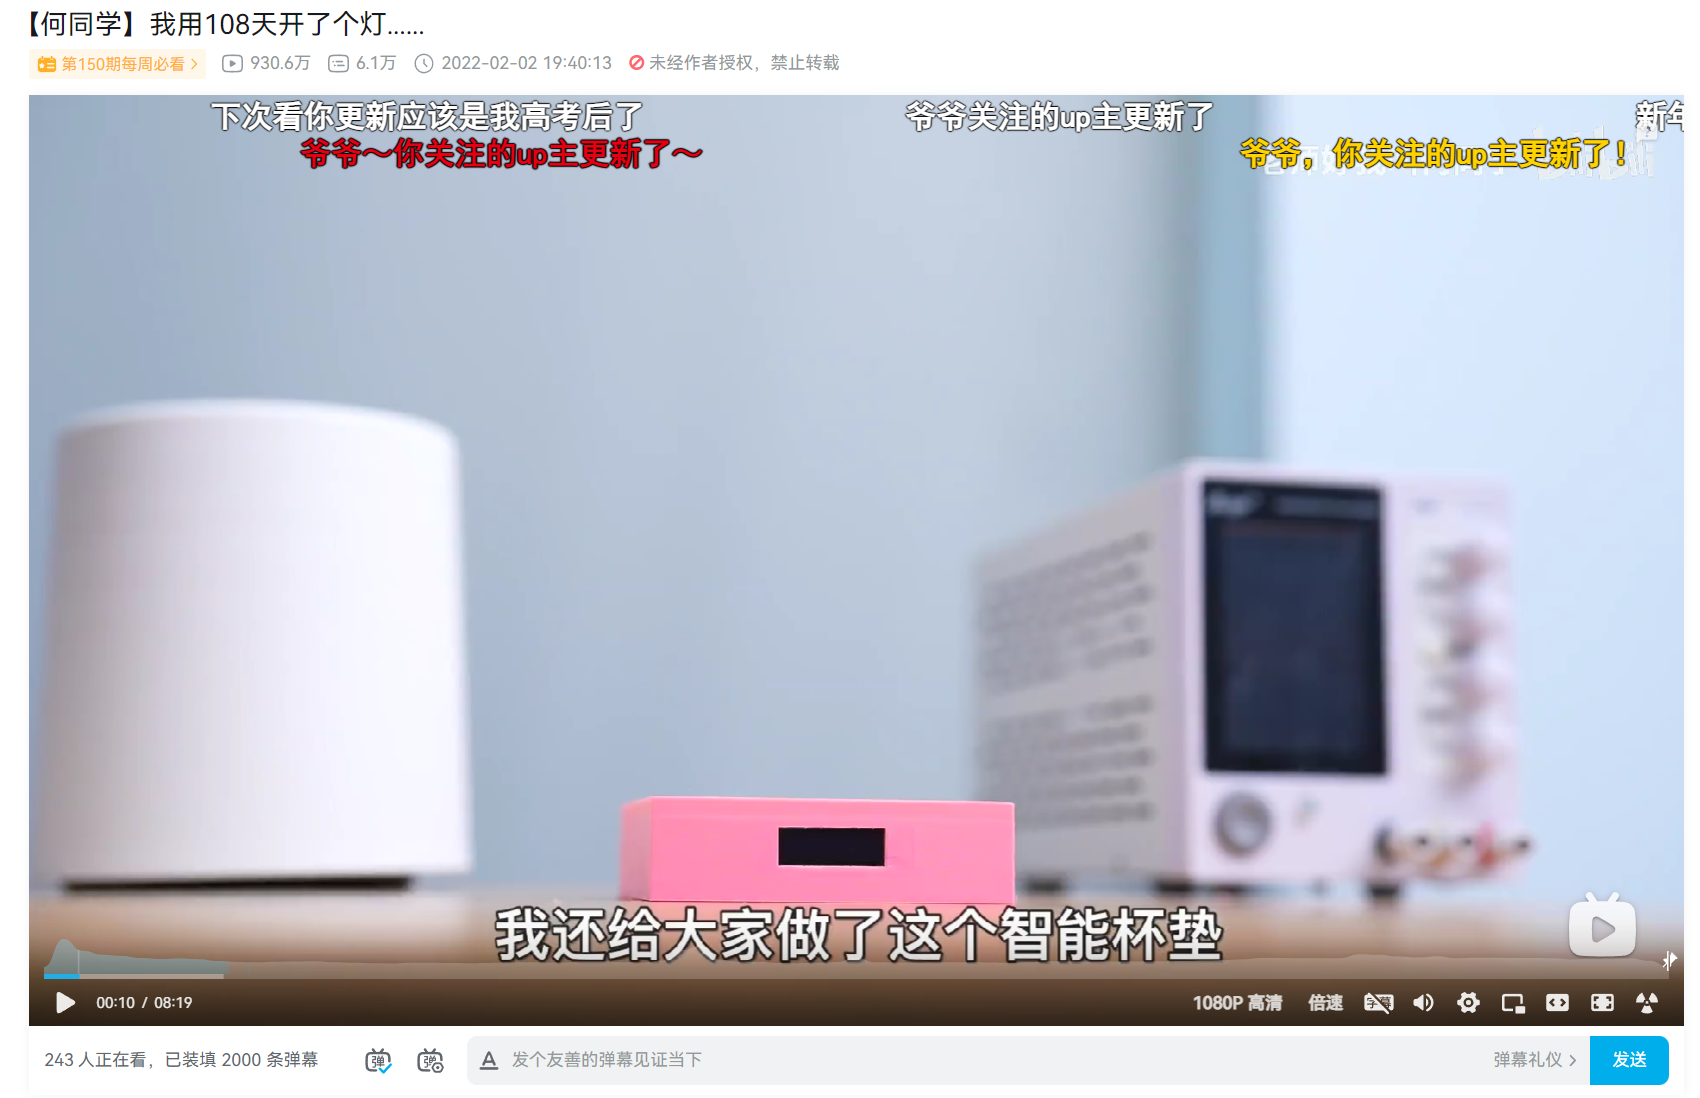 【何同学】我用108天开了个灯......
第150期每周必看 930.6万 6.1万 2022-02-02 19:40:13 未经作者授权，禁止转载
下次看你更新应该是我高考后了 爷爷关注的up主更新了 新年
爷爷～你关注的up主更新了～ 爷爷，你关注的up主更新了！
bilibili
我还给大家做了这个智能杯垫
00:10 / 08:19 1080P 高清 倍速 字幕
243 人正在看，已装填 2000 条弹幕 弹 弹 A 发个友善的弹幕见证当下 弹幕礼仪 发送